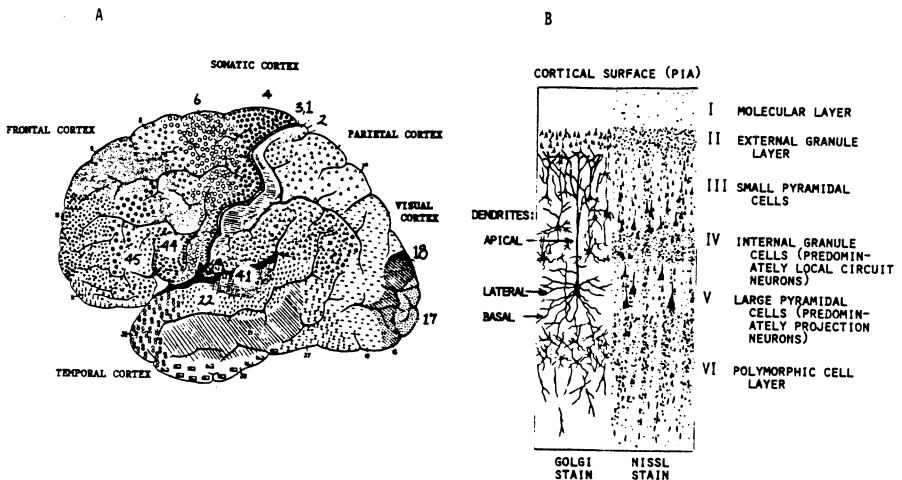 A
SOMATIC CORTEX
6
4
3,1
2
FRONTAL CORTEX
PARIETAL CORTEX
VISUAL
CORTEX
18
44
45
41
22
17
TEMPORAL CORTEX
B
CORTICAL SURFACE (PIA)
I MOLECULAR LAYER
II EXTERNAL GRANULE
LAYER
III SMALL PYRAMIDAL
CELLS
DENDRITES:
APICAL
IV INTERNAL GRANULE
CELLS (PREDOMIN-
ATELY LOCAL CIRCUIT
NEURONS)
LATERAL
V LARGE PYRAMIDAL
CELLS (PREDOMIN-
ATELY PROJECTION
NEURONS)
BASAL
VI POLYMORPHIC CELL
LAYER
GOLGI
STAIN
NISSL
STAIN